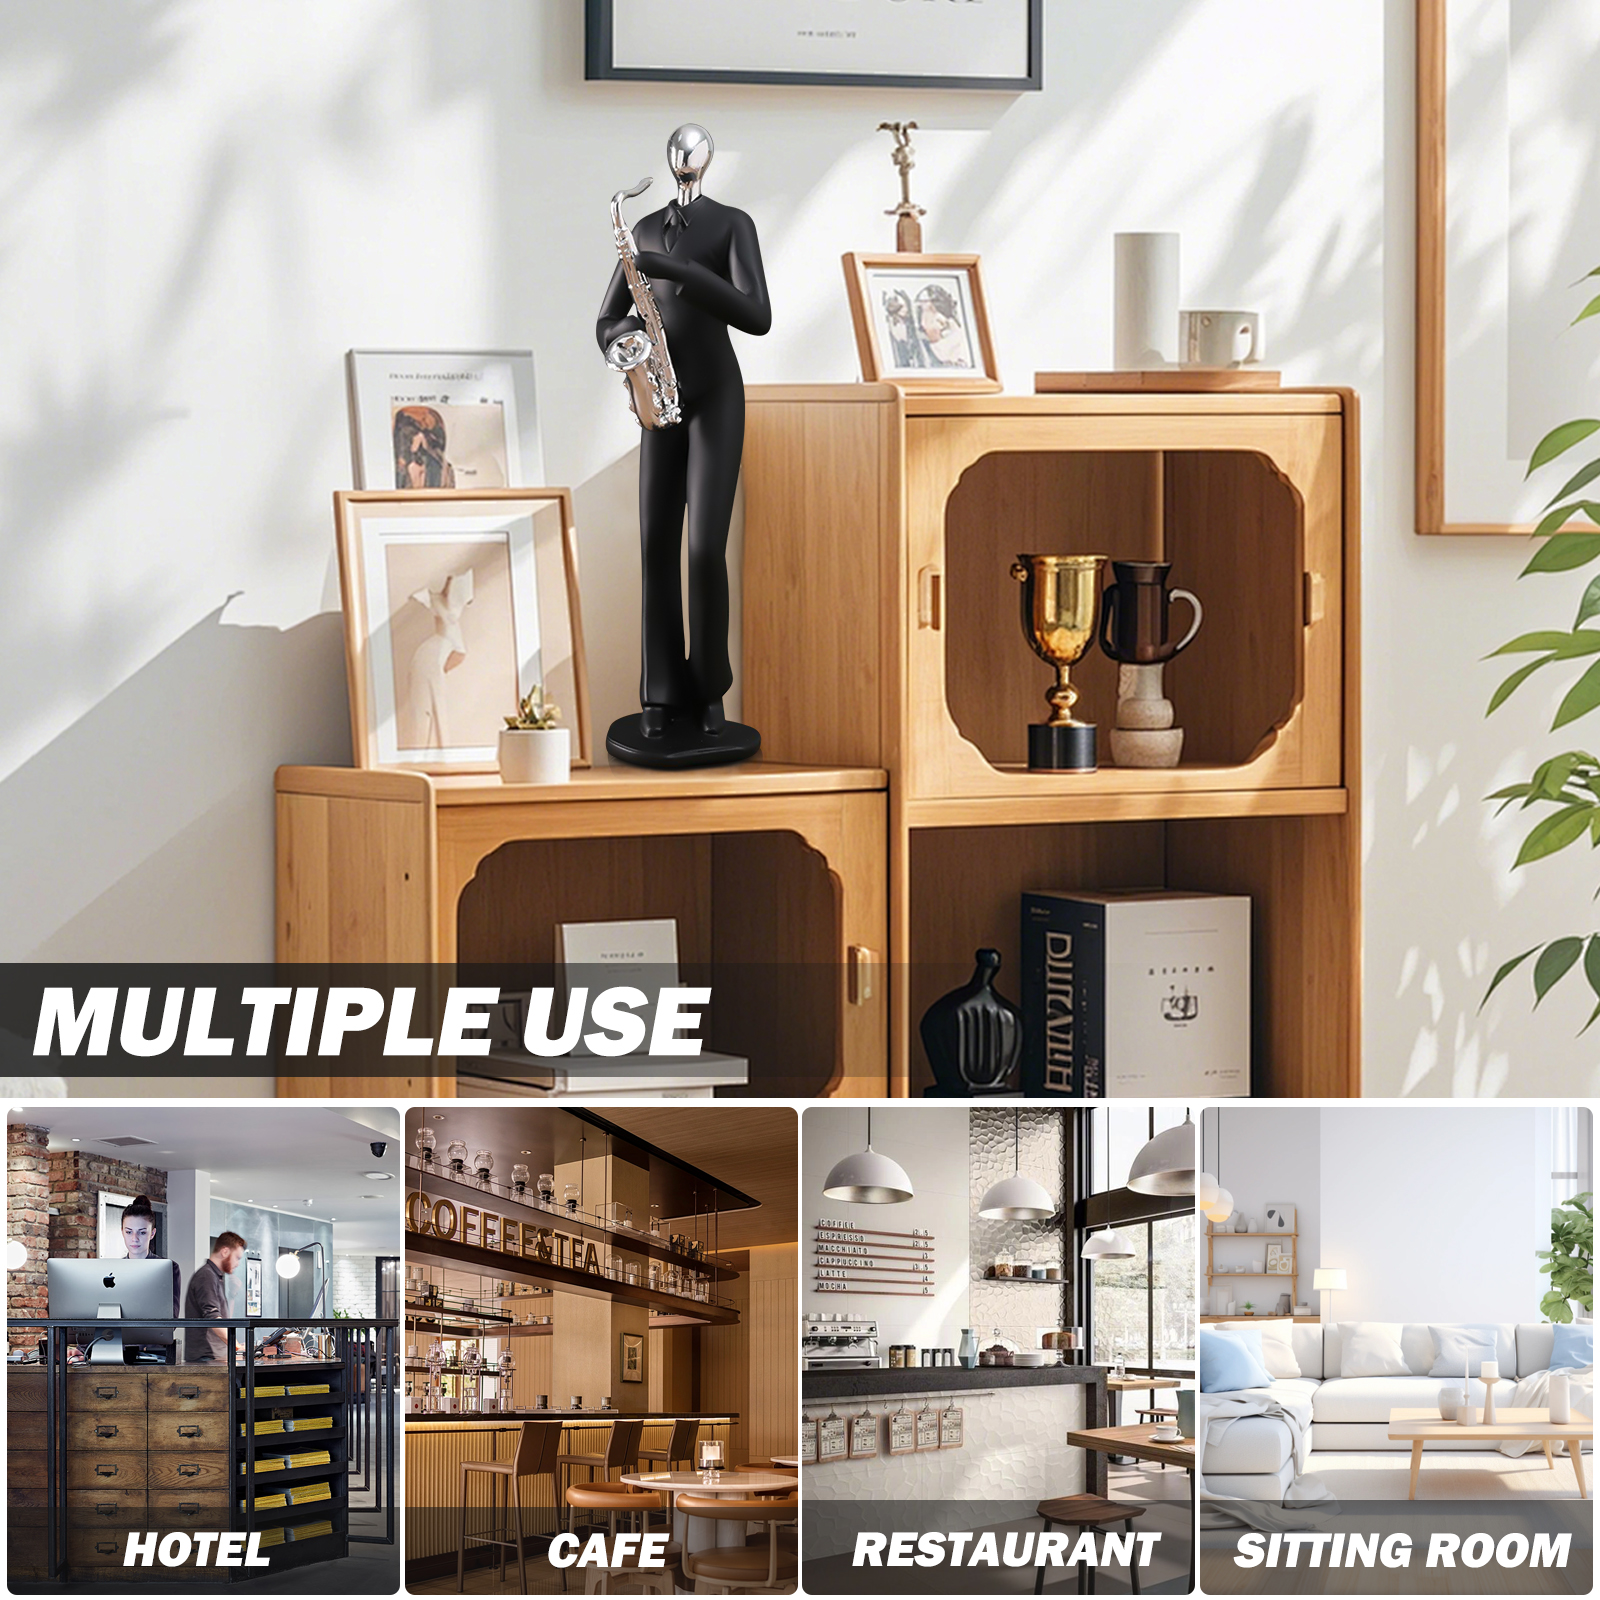 MULTIPLE USE
COFFEE&TEA
COFFEE
ESPRESSO
MACCHIATO
CAPPUCCINO
LATTE
MOCHA
HOTEL
CAFE
RESTAURANT
SITTING ROOM